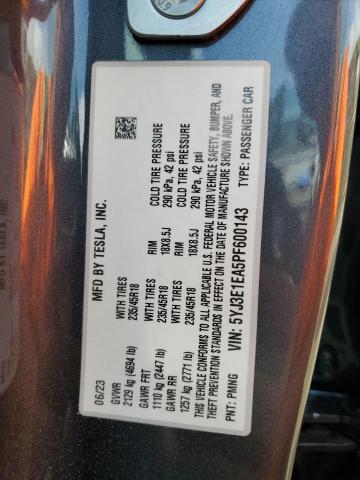 MFD BY TESLA, INC.
06/23
GVWR
2129 kg (4694 lb)
GAWR FRT WITH TIRES RIM COLD TIRE PRESSURE
1110 kg (2447 lb) 235/45R18 18X8.5J 290 kPa, 42 psi
GAWR RR WITH TIRES RIM COLD TIRE PRESSURE
1257 kg (2771 lb) 235/45R18 18X8.5J 290 kPa, 42 psi
THIS VEHICLE CONFORMS TO ALL APPLICABLE U.S. FEDERAL MOTOR VEHICLE SAFETY, BUMPER, AND
THEFT PREVENTION STANDARDS IN EFFECT ON THE DATE OF MANUFACTURE SHOWN ABOVE.
VIN: 5YJ3E1EA5PF600143
PNT: PMNG TYPE: PASSENGER CAR